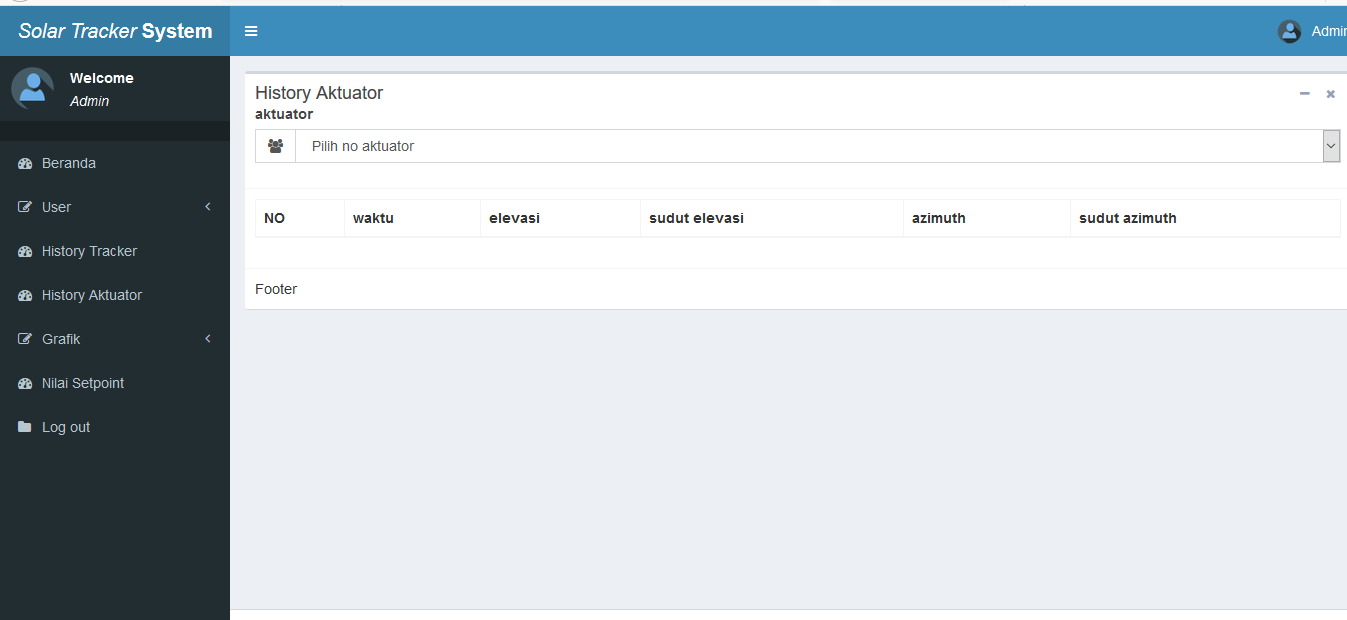 Solar Tracker System
Admin
Welcome
Admin
Beranda
User
History Tracker
History Aktuator
Grafik
Nilai Setpoint
Log out
History Aktuator
aktuator
Pilih no aktuator
NO waktu elevasi sudut elevasi azimuth sudut azimuth
Footer